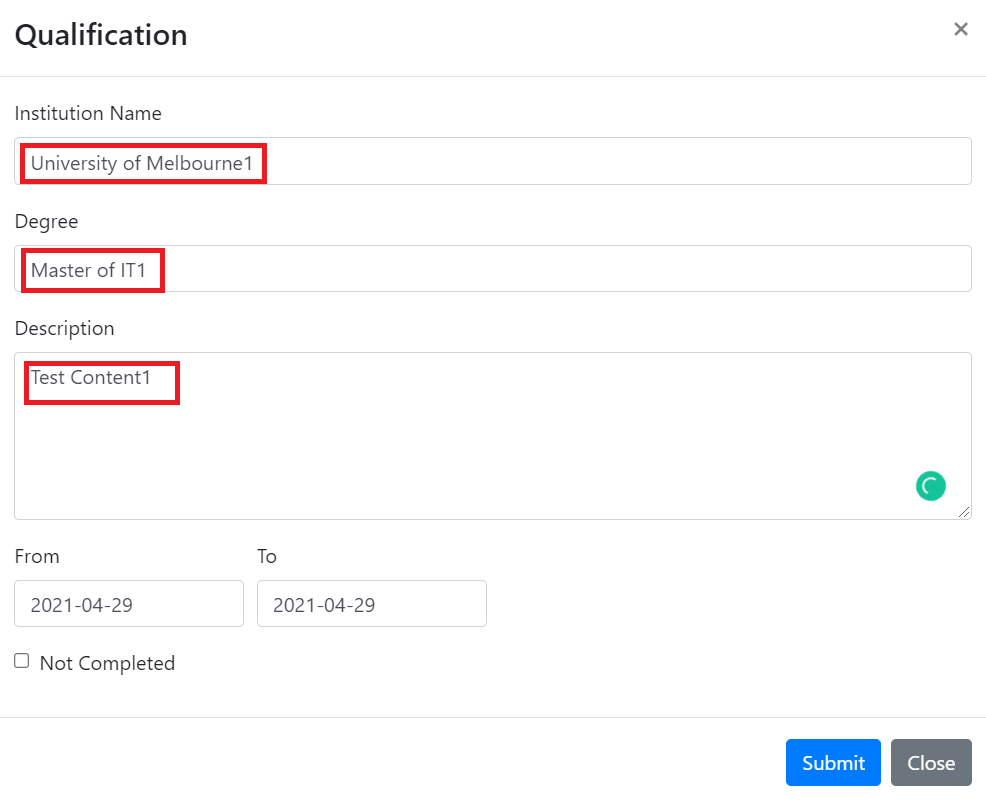 Qualification
Institution Name
University of Melbourne1
Degree
Master of IT1
Description
Test Content1
From To
2021-04-29 2021-04-29
Not Completed
Submit Close